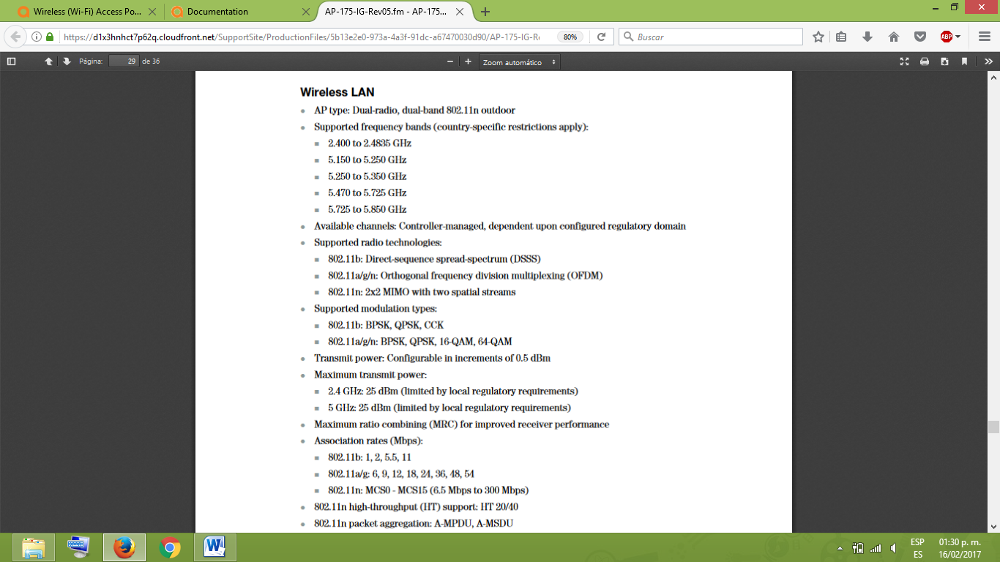 Wireless (Wi-Fi) Access Po...
Documentation
AP-175-IG-Rev05.fm - AP-175...
https://d1x3hnhct7p62q.cloudfront.net/SupportSite/ProductionFiles/5b13e2e0-973a-4a3f-91dc-a67470030d90/AP-175-IG-Re
80%
Buscar
ABP
Página:
29
de 36
Zoom automático
Wireless LAN
AP type: Dual-radio, dual-band 802.11n outdoor
Supported frequency bands (country-specific restrictions apply):
2.400 to 2.4835 GHz
5.150 to 5.250 GHz
5.250 to 5.350 GHz
5.470 to 5.725 GHz
5.725 to 5.850 GHz
Available channels: Controller-managed, dependent upon configured regulatory domain
Supported radio technologies:
802.11b: Direct-sequence spread-spectrum (DSSS)
802.11a/g/n: Orthogonal frequency division multiplexing (OFDM)
802.11n: 2x2 MIMO with two spatial streams
Supported modulation types:
802.11b: BPSK, QPSK, CCK
802.11a/g/n: BPSK, QPSK, 16-QAM, 64-QAM
Transmit power: Configurable in increments of 0.5 dBm
Maximum transmit power:
2.4 GHz: 25 dBm (limited by local regulatory requirements)
5 GHz: 25 dBm (limited by local regulatory requirements)
Maximum ratio combining (MRC) for improved receiver performance
Association rates (Mbps):
802.11b: 1, 2, 5.5, 11
802.11a/g: 6, 9, 12, 18, 24, 36, 48, 54
802.11n: MCS0 - MCS15 (6.5 Mbps to 300 Mbps)
802.11n high-throughput (HT) support: HT 20/40
802.11n packet aggregation: A-MPDU, A-MSDU
ESP
ES
01:30 p. m.
16/02/2017